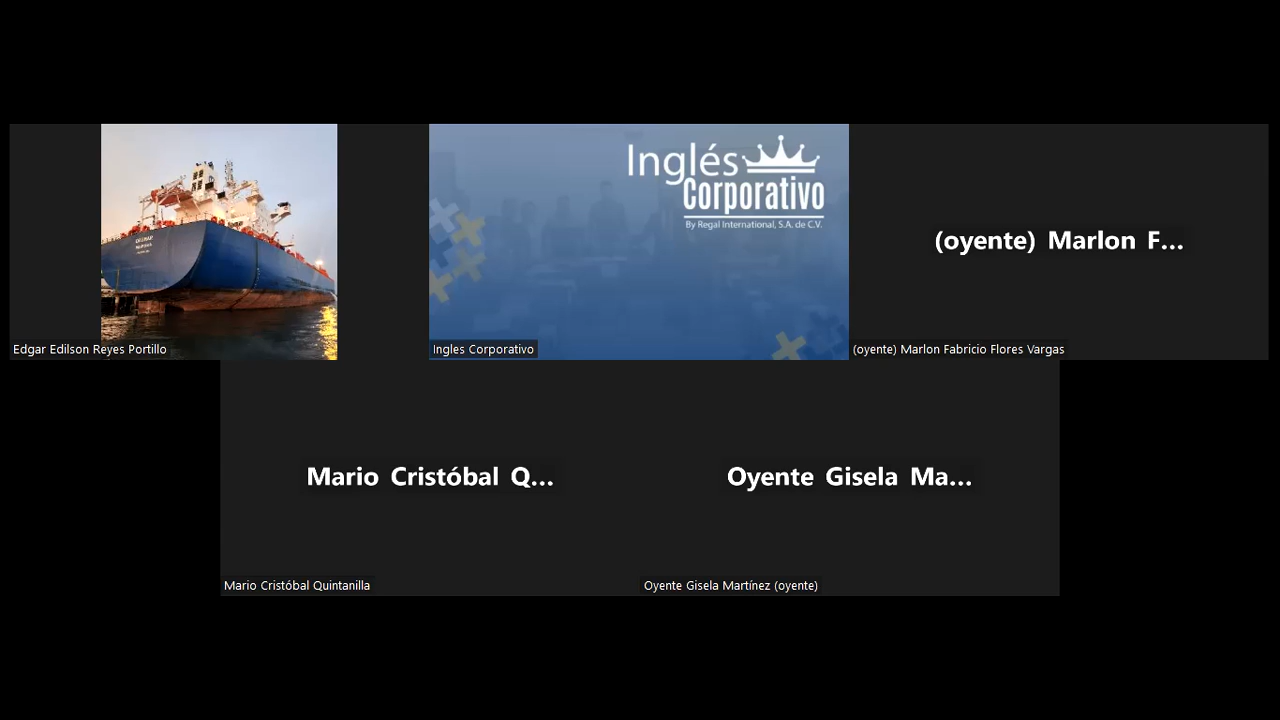 Inglés
Corporativo
By Regal International, S.A. de C.V.
(oyente) Marlon F...
Edgar Edilson Reyes Portillo
Ingles Corporativo
(oyente) Marlon Fabricio Flores Vargas
Mario Cristóbal Q...
Oyente Gisela Ma...
Mario Cristóbal Quintanilla
Oyente Gisela Martínez (oyente)